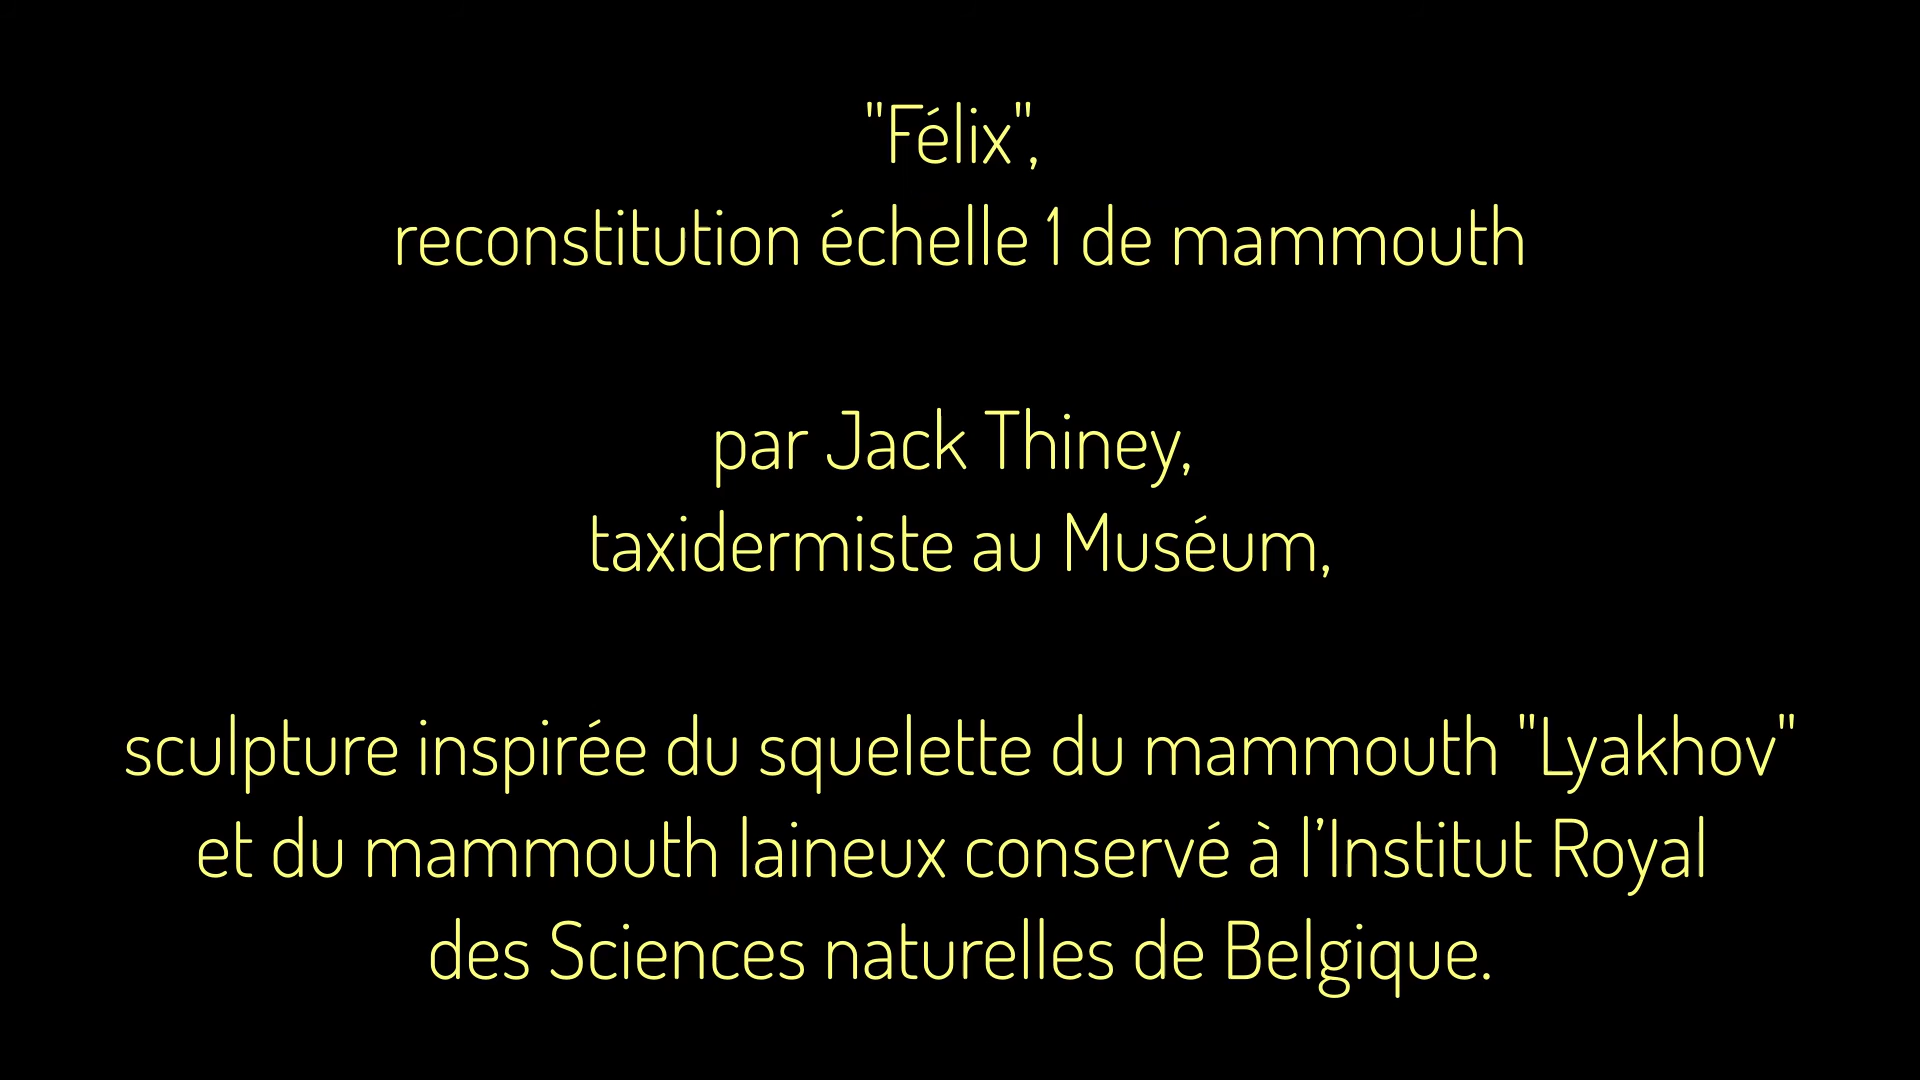 "Félix",
reconstitution échelle 1 de mammouth
par Jack Thiney,
taxidermiste au Muséum,
sculpture inspirée du squelette du mammouth "Lyakhov"
et du mammouth laineux conservé à l’Institut Royal
des Sciences naturelles de Belgique.